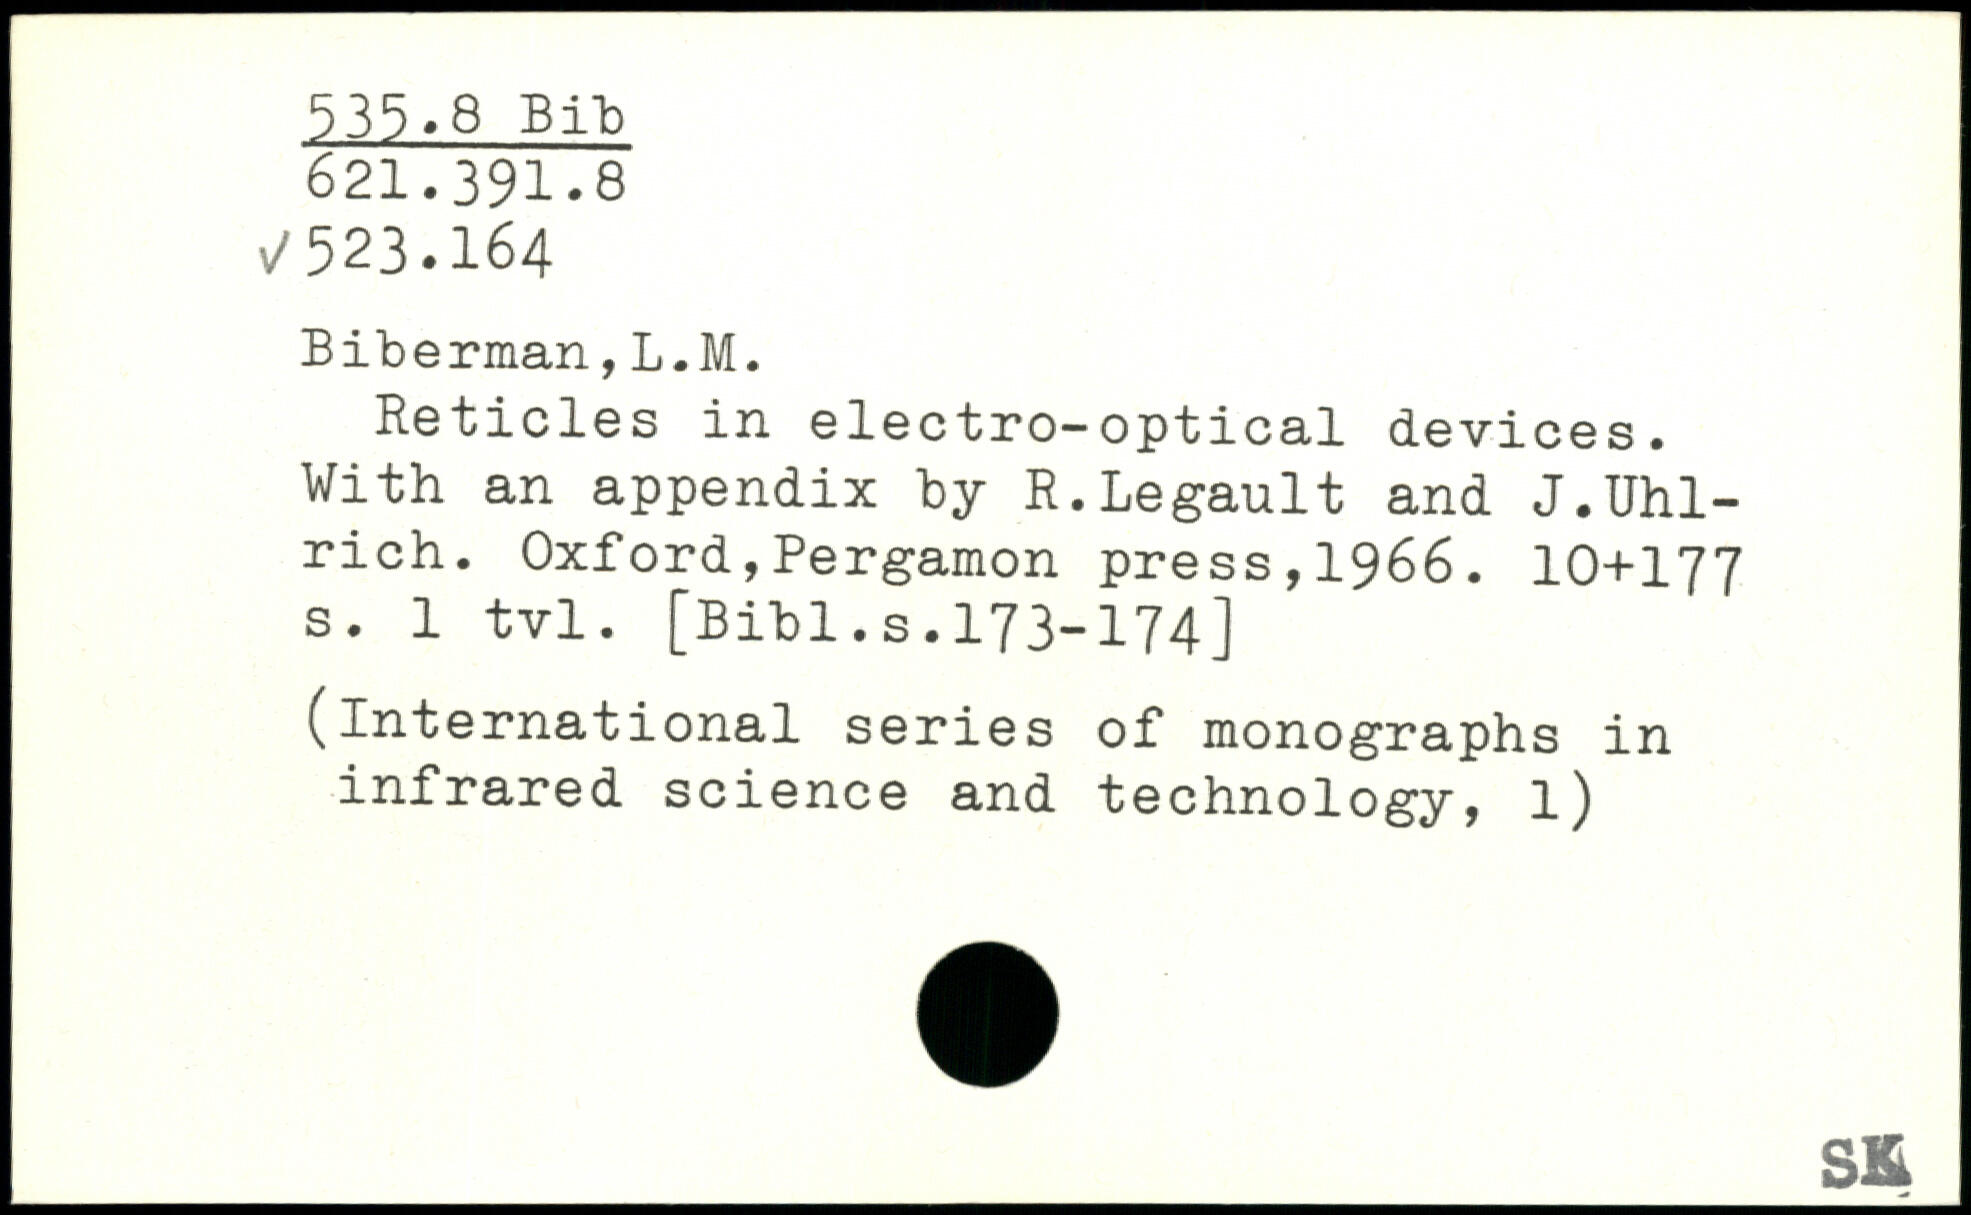 535.8 Bib
621.391.8
✓523.164
Biberman,L.M.
Reticles in electro-optical devices.
With an appendix by R.Legault and J.Uhl-
rich. Oxford,Pergamon press,1966. 10+177
s. 1 tvl. [Bibl.s.173-174]
(International series of monographs in
infrared science and technology, 1)
SK